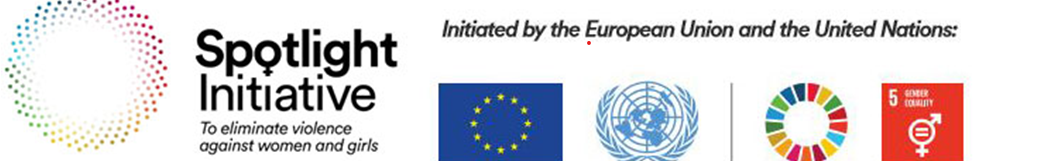 Spotlight
Initiative
To eliminate violence
against women and girls
Initiated by the European Union and the United Nations:
5 GENDER
EQUALITY